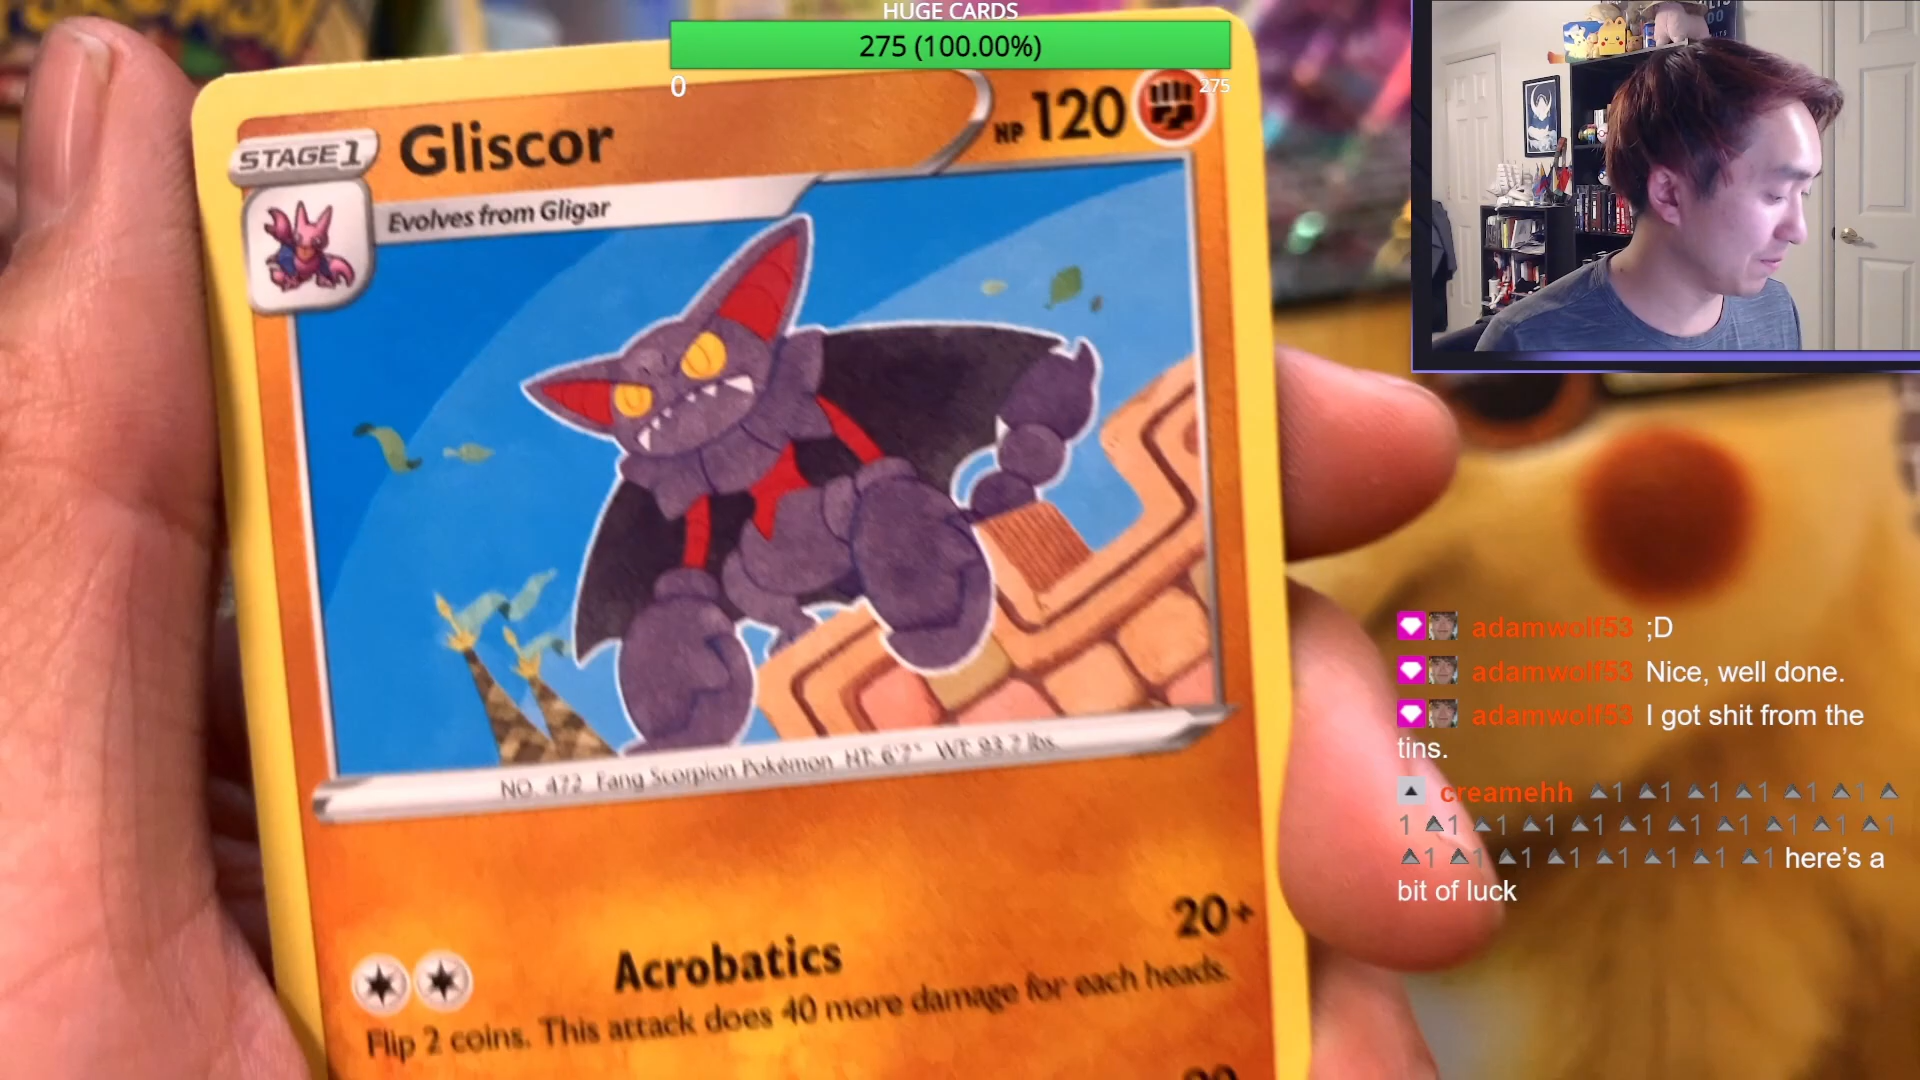 HUGE CARDS
275 (100.00%)
0
275
STAGE 1
Gliscor
HP 120
Evolves from Gligar
NO. 472 Fang Scorpion Pokémon HT: 6'7" WT: 93.7 lbs.
Acrobatics
20+
Flip 2 coins. This attack does 40 more damage for each heads.
adamwolf53 ;D
adamwolf53 Nice, well done.
adamwolf53 I got shit from the
tins.
creamehh 1 1 1 1 1 1
1 1 1 1 1 1 1 1 1 1 1
1 1 1 1 1 1 1 1 here's a
bit of luck